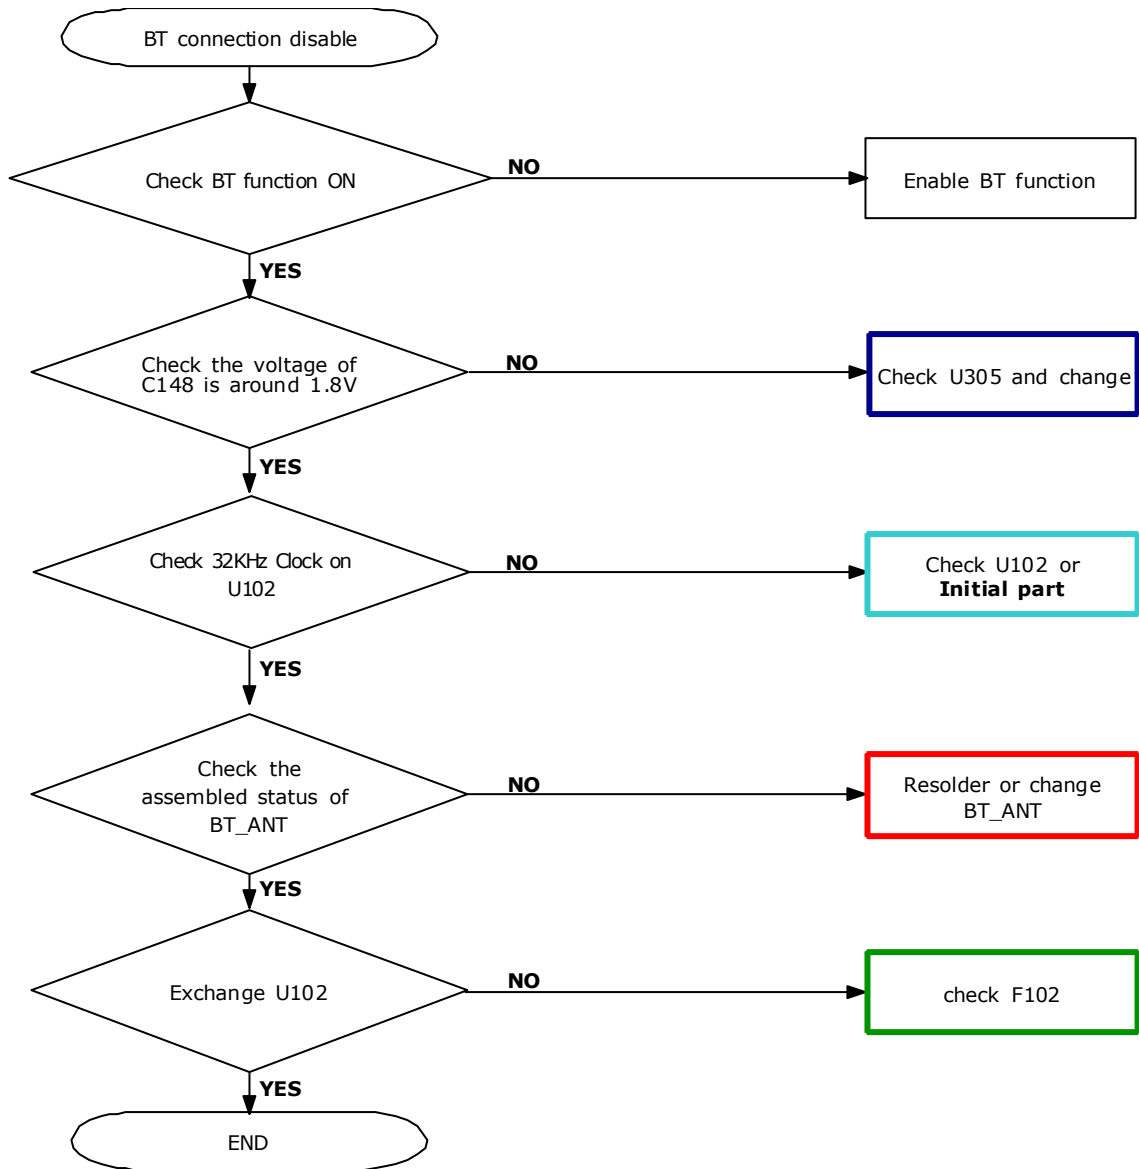 BT connection disable
Check BT function ON
NO
Enable BT function
YES
Check the voltage of
C148 is around 1.8V
NO
Check U305 and change
YES
Check 32KHz Clock on
U102
NO
Check U102 or
Initial part
YES
Check the
assembled status of
BT_ANT
NO
Resolder or change
BT_ANT
YES
Exchange U102
NO
check F102
YES
END